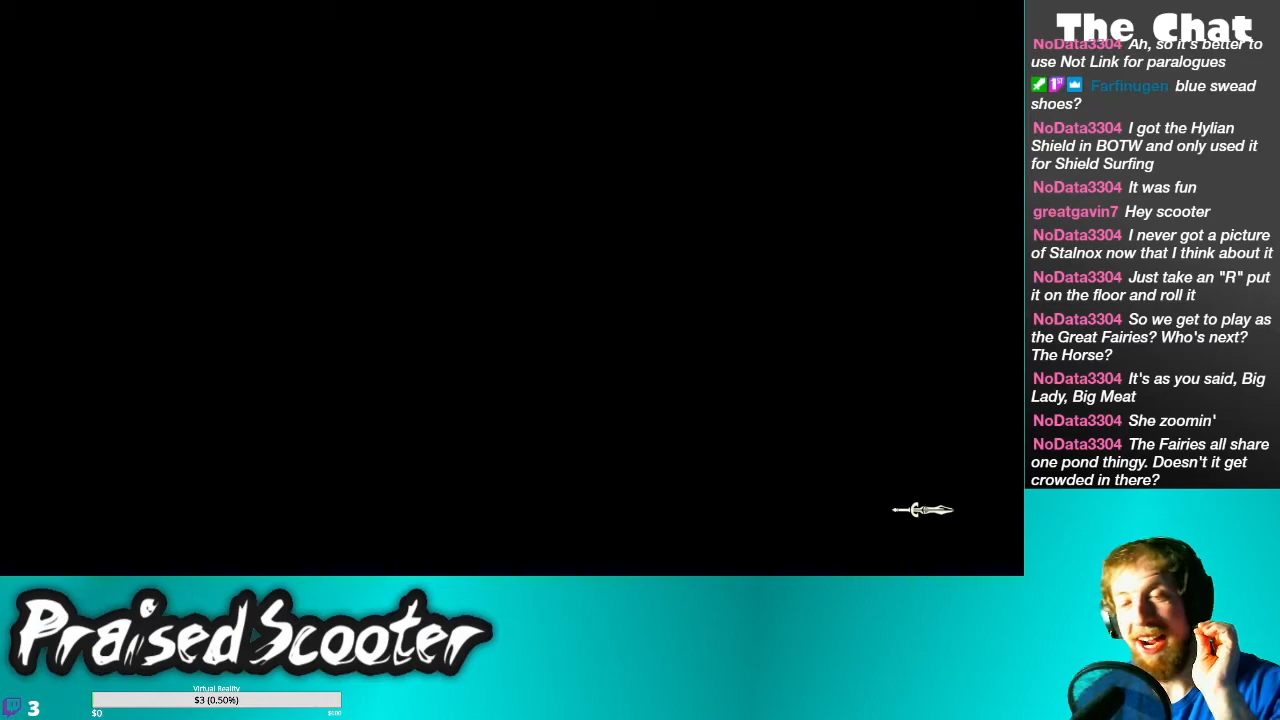 The Chat
NoData3304 Ah, so it's better to
use Not Link for paralogues
1ST Farfinugen blue swead
shoes?
NoData3304 I got the Hylian
Shield in BOTW and only used it
for Shield Surfing
NoData3304 It was fun
greatgavin7 Hey scooter
NoData3304 I never got a picture
of Stalnox now that I think about it
NoData3304 Just take an "R" put
it on the floor and roll it
NoData3304 So we get to play as
the Great Fairies? Who's next?
The Horse?
NoData3304 It's as you said, Big
Lady, Big Meat
NoData3304 She zoomin'
NoData3304 The Fairies all share
one pond thingy. Doesn't it get
crowded in there?
Praised Scooter
Virtual Reality
$3 (0.50%)
3
$0